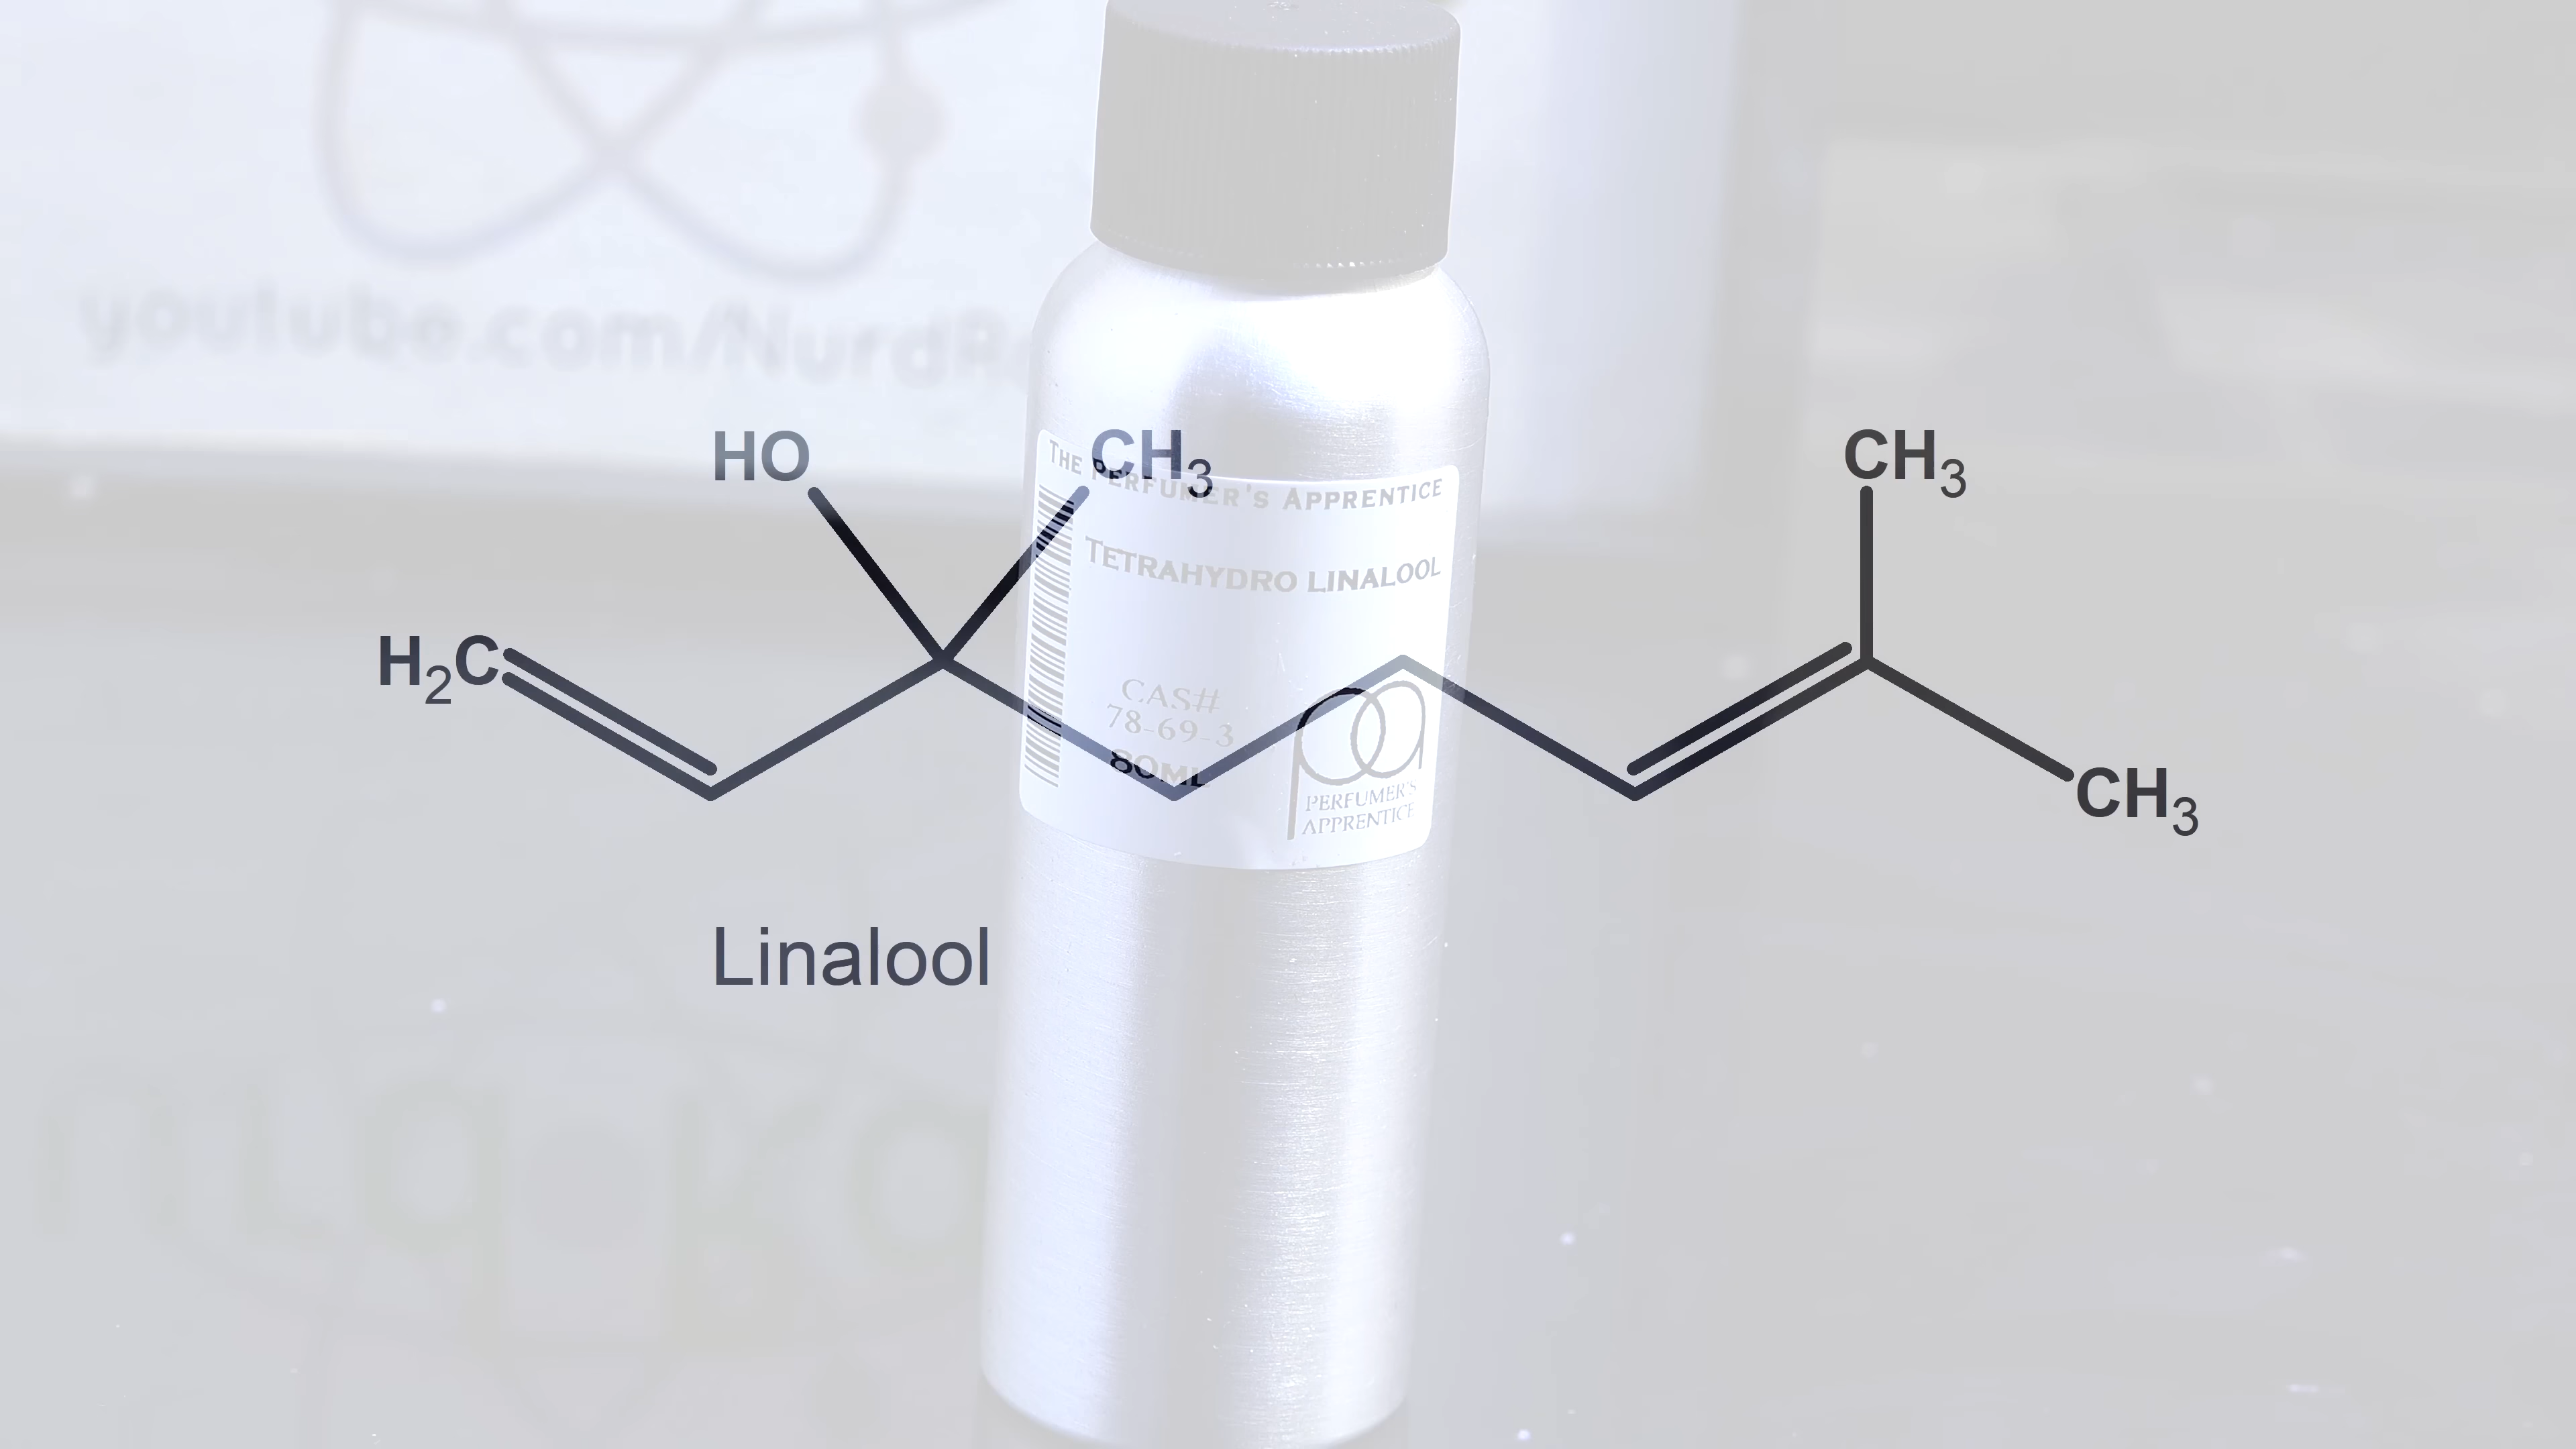 youtube.com/NurdR
HO
CH3
CH3
H2C
CH3
THE PERFUMER'S APPRENTICE
TETRAHYDRO LINALOOL
CAS#
78-69-3
80ML
PERFUMER'S
APPRENTICE
Linalool